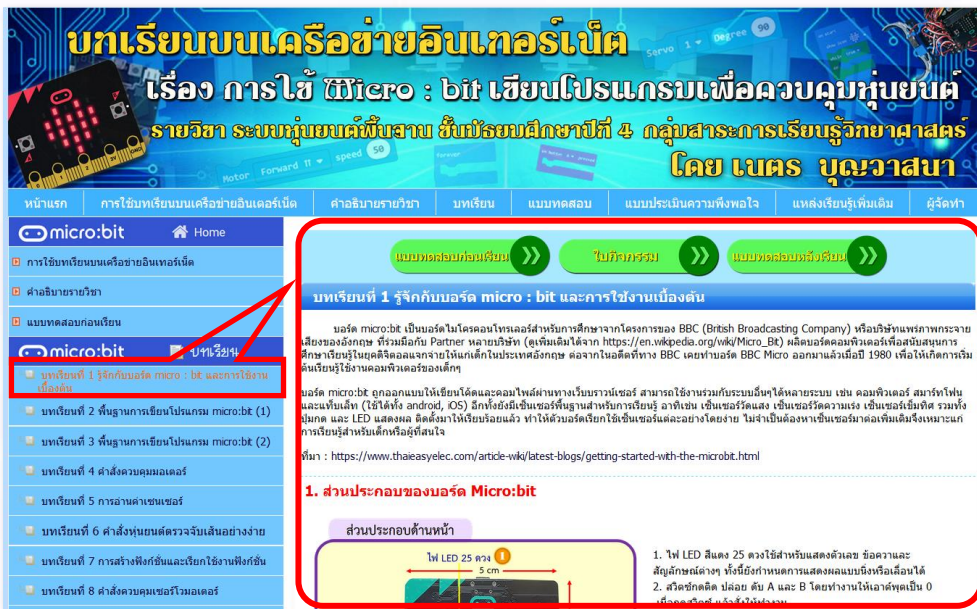 บทเรียนบนเครือข่ายอินเทอร์เน็ต
เรื่อง การใช้ Micro : bit เขียนโปรแกรมเพื่อควบคุมหุ่นยนต์
รายวิชา ระบบหุ่นยนต์พื้นฐาน ชั้นมัธยมศึกษาปีที่ 4 กลุ่มสาระการเรียนรู้วิทยาศาสตร์
โดย เนตร บุญวาสนา
Servo 1 Degree 90
Motor Forward 11 speed 50
หน้าแรก การใช้บทเรียนบนเครือข่ายอินเตอร์เน็ต คำอธิบายรายวิชา บทเรียน แบบทดสอบ แบบประเมินความพึงพอใจ แหล่งเรียนรู้เพิ่มเติม ผู้จัดทำ
micro:bit Home
การใช้บทเรียนบนเครือข่ายอินเทอร์เน็ต
คำอธิบายรายวิชา
แบบทดสอบก่อนเรียน
micro:bit บทเรียน
บทเรียนที่ 1 รู้จักกับบอร์ด micro : bit และการใช้งาน
เบื้องต้น
บทเรียนที่ 2 พื้นฐานการเขียนโปรแกรม micro:bit (1)
บทเรียนที่ 3 พื้นฐานการเขียนโปรแกรม micro:bit (2)
บทเรียนที่ 4 คำสั่งควบคุมมอเตอร์
บทเรียนที่ 5 การอ่านค่าเซนเซอร์
บทเรียนที่ 6 คำสั่งหุ่นยนต์ตรวจจับเส้นอย่างง่าย
บทเรียนที่ 7 การสร้างฟังก์ชั่นและเรียกใช้งานฟังก์ชั่น
บทเรียนที่ 8 คำสั่งควบคุมเซอร์โวมอเตอร์
แบบทดสอบก่อนเรียน ใบกิจกรรม แบบทดสอบหลังเรียน
บทเรียนที่ 1 รู้จักกับบอร์ด micro : bit และการใช้งานเบื้องต้น
บอร์ด micro:bit เป็นบอร์ดไมโครคอนโทรเลอร์สำหรับการศึกษาจากโครงการของ BBC (British Broadcasting Company) หรือบริษัทแพร่ภาพกระจาย
เสียงของอังกฤษ ที่ร่วมมือกับ Partner หลายบริษัท (ดูเพิ่มเติมได้จาก https://en.wikipedia.org/wiki/Micro_Bit) ผลิตบอร์ดคอมพิวเตอร์เพื่อสนับสนุนการ
ศึกษาเรียนรู้ในยุคดิจิตอลแจกจ่ายให้แก่เด็กในประเทศอังกฤษ ต่อจากในอดีตที่ทาง BBC เคยทำบอร์ด BBC Micro ออกมาแล้วเมื่อปี 1980 เพื่อให้เกิดการเริ่ม
ต้นเรียนรู้ใช้งานคอมพิวเตอร์ของเด็กๆ
บอร์ด micro:bit ถูกออกแบบให้เขียนโค้ดและคอมไพล์ผ่านทางเว็บบราวน์เซอร์ สามารถใช้งานร่วมกับระบบอื่นๆได้หลายระบบ เช่น คอมพิวเตอร์ สมาร์ทโฟน
และแท็บเล็ท (ใช้ได้ทั้ง android, iOS) อีกทั้งยังมีเซ็นเซอร์พื้นฐานสำหรับการเรียนรู้ อาทิเช่น เซ็นเซอร์วัดแสง เซ็นเซอร์วัดความเร่ง เซ็นเซอร์เข็มทิศ รวมทั้ง
ปุ่มกด และ LED แสดงผล ติดตั้งมาให้เรียบร้อยแล้ว ทำให้ตัวบอร์ดเรียกใช้เซ็นเซอร์แต่ละอย่างโดยง่าย ไม่จำเป็นต้องหาเซ็นเซอร์มาต่อเพิ่มเติมจึงเหมาะแก่
การเรียนรู้สำหรับเด็กหรือผู้ที่สนใจ
ที่มา : https://www.thaieasyelec.com/article-wiki/latest-blogs/getting-started-with-the-microbit.html
1. ส่วนประกอบของบอร์ด Micro:bit
ส่วนประกอบด้านหน้า
ไฟ LED 25 ดวง 1
5 cm
1. ไฟ LED สีแดง 25 ดวงใช้สำหรับแสดงตัวเลข ข้อความและ
สัญลักษณ์ต่างๆ ทั้งนี้ยังกำหนดการแสดงผลแบบนิ่งหรือเลื่อนได้
2. สวิตช์กดติด ปล่อย ดับ A และ B โดยทำงานให้เอาต์พุตเป็น 0